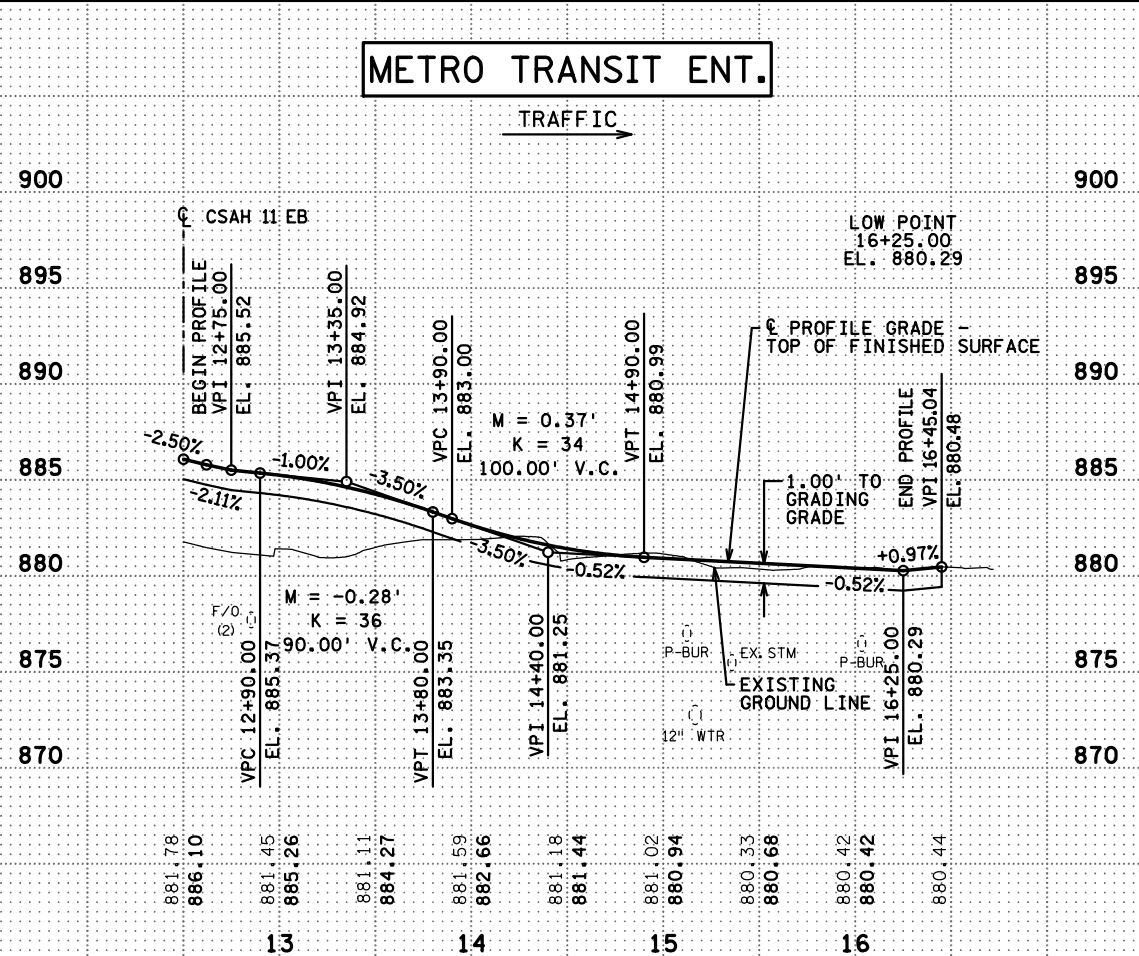 METRO TRANSIT ENT.
TRAFFIC
900
900
℄ CSAH 11 EB
LOW POINT
16+25.00
EL. 880.29
895
895
BEGIN PROFILE
VPI 12+75.00
EL. 885.52
VPI 13+35.00
EL. 884.92
VPC 13+90.00
EL. 883.00
VPT 14+90.00
EL. 880.99
℄ PROFILE GRADE -
TOP OF FINISHED SURFACE
890
890
M = 0.37'
K = 34
100.00' V.C.
END PROFILE
VPI 16+45.04
EL. 880.48
885
885
-2.50%
-1.00%
-3.50%
-2.11%
1.00' TO
GRADING
GRADE
880
880
-3.50%
-0.52%
+0.97%
-0.52%
M = -0.28'
K = 36
90.00' V.C.
F/O
(2)
875
875
VPC 12+90.00
EL. 885.37
VPT 13+80.00
EL. 883.35
VPI 14+40.00
EL. 881.25
P-BUR
EX. STM
P-BUR
EXISTING
GROUND LINE
12" WTR
VPI 16+25.00
EL. 880.29
870
870
881.78
886.10
881.45
885.26
881.11
884.27
881.59
882.66
881.18
881.44
881.02
880.94
880.33
880.68
880.42
880.42
880.44
13
14
15
16